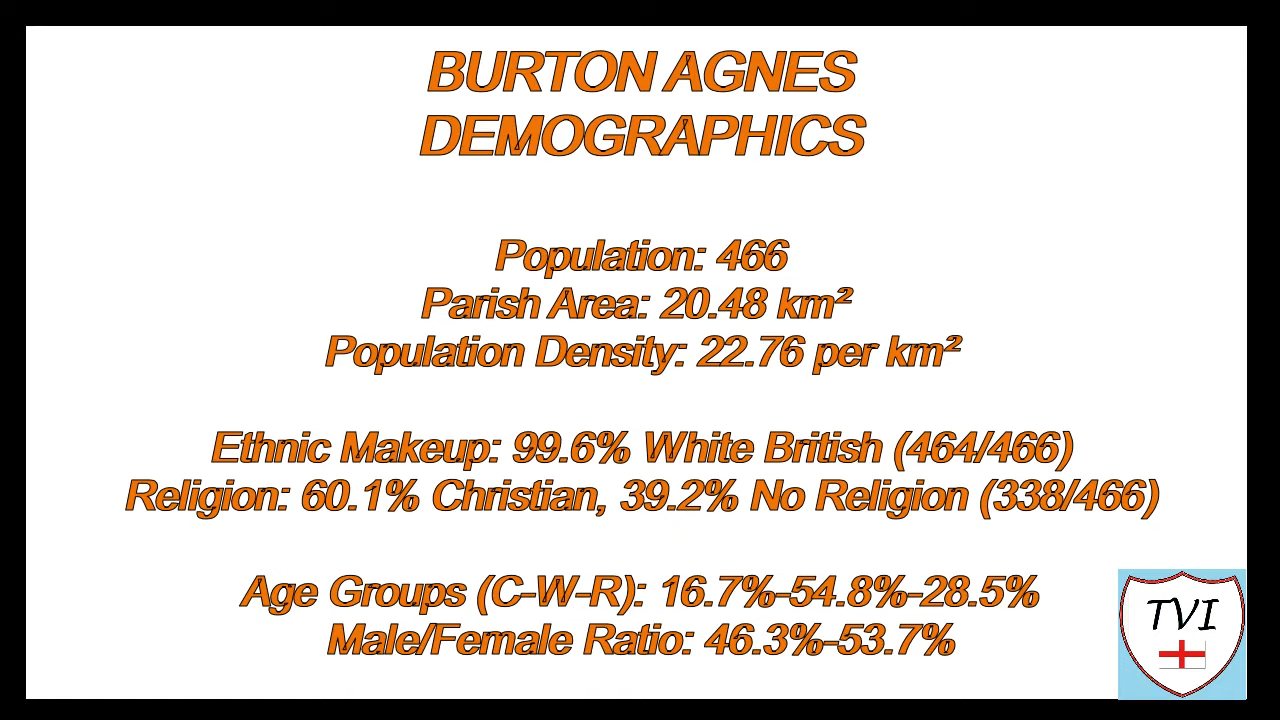 BURTON AGNES
DEMOGRAPHICS
Population: 466
Parish Area: 20.48 km²
Population Density: 22.76 per km²
Ethnic Makeup: 99.6% White British (464/466)
Religion: 60.1% Christian, 39.2% No Religion (338/466)
Age Groups (C-W-R): 16.7%-54.8%-28.5%
Male/Female Ratio: 46.3%-53.7%
TVI